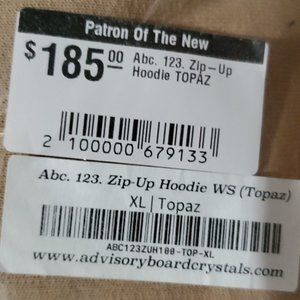 Patron Of The New
$185.00 Abc. 123. Zip-Up
Hoodie TOPAZ
2 100000 679133
Abc. 123. Zip-Up Hoodie WS (Topaz)
XL | Topaz
ABC123ZUH100-TOP-XL
www.advisoryboardcrystals.com